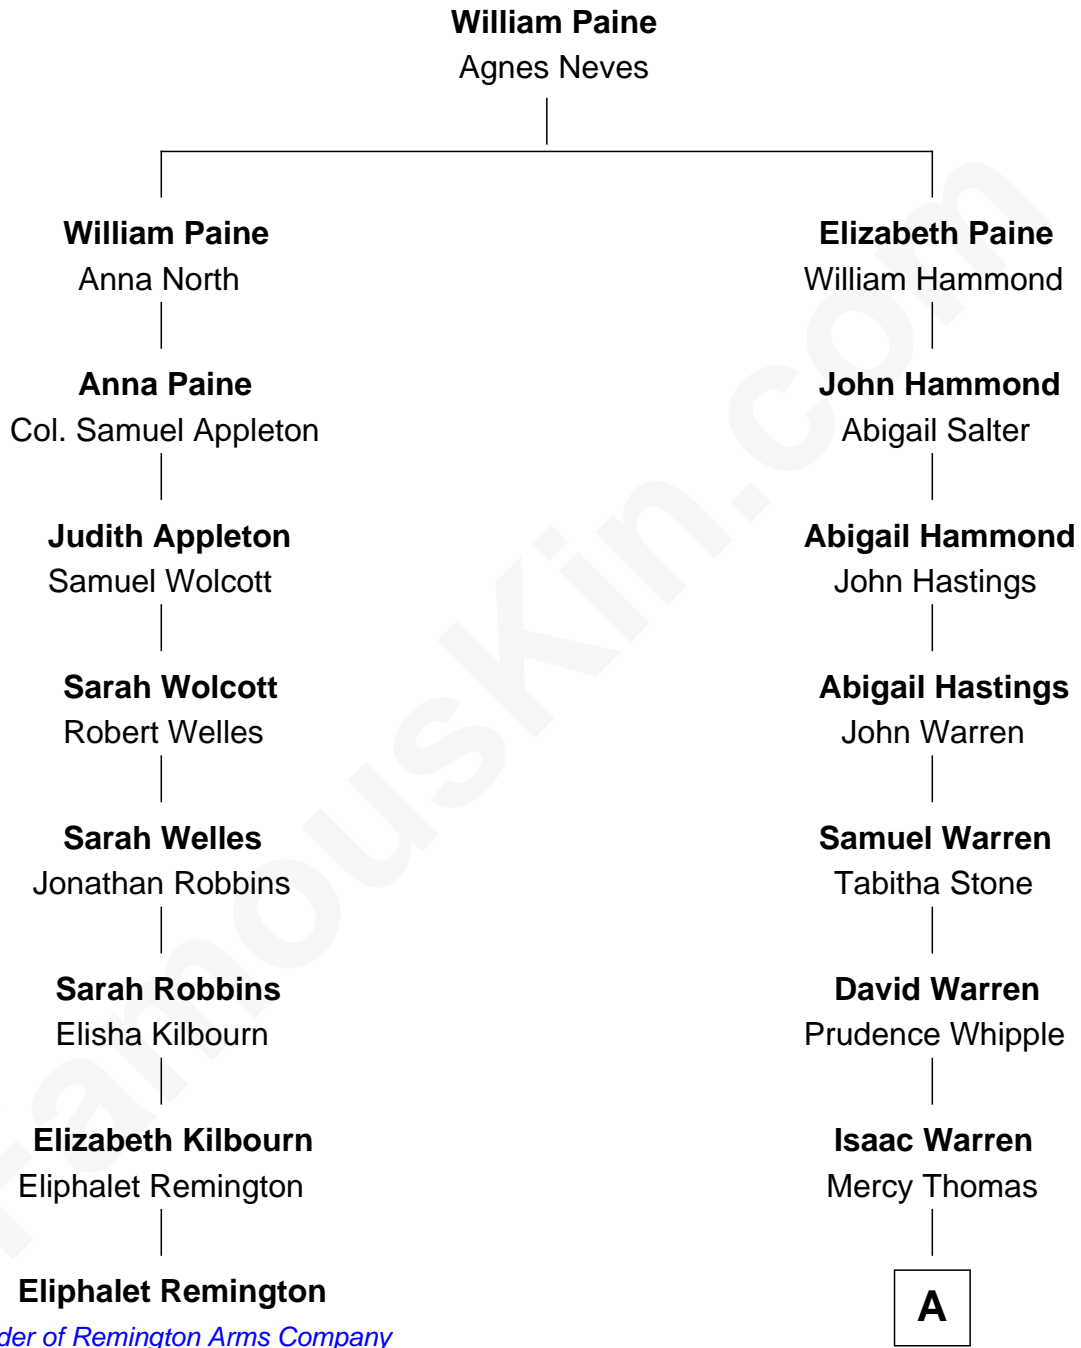 William Paine
Agnes Neves
William Paine
Anna North
Elizabeth Paine
William Hammond
Anna Paine
Col. Samuel Appleton
John Hammond
Abigail Salter
Judith Appleton
Samuel Wolcott
Abigail Hammond
John Hastings
Sarah Wolcott
Robert Welles
Abigail Hastings
John Warren
Sarah Welles
Jonathan Robbins
Samuel Warren
Tabitha Stone
Sarah Robbins
Elisha Kilbourn
David Warren
Prudence Whipple
Elizabeth Kilbourn
Eliphalet Remington
Isaac Warren
Mercy Thomas
Eliphalet Remington
der of Remington Arms Company
A
FamousKin.com